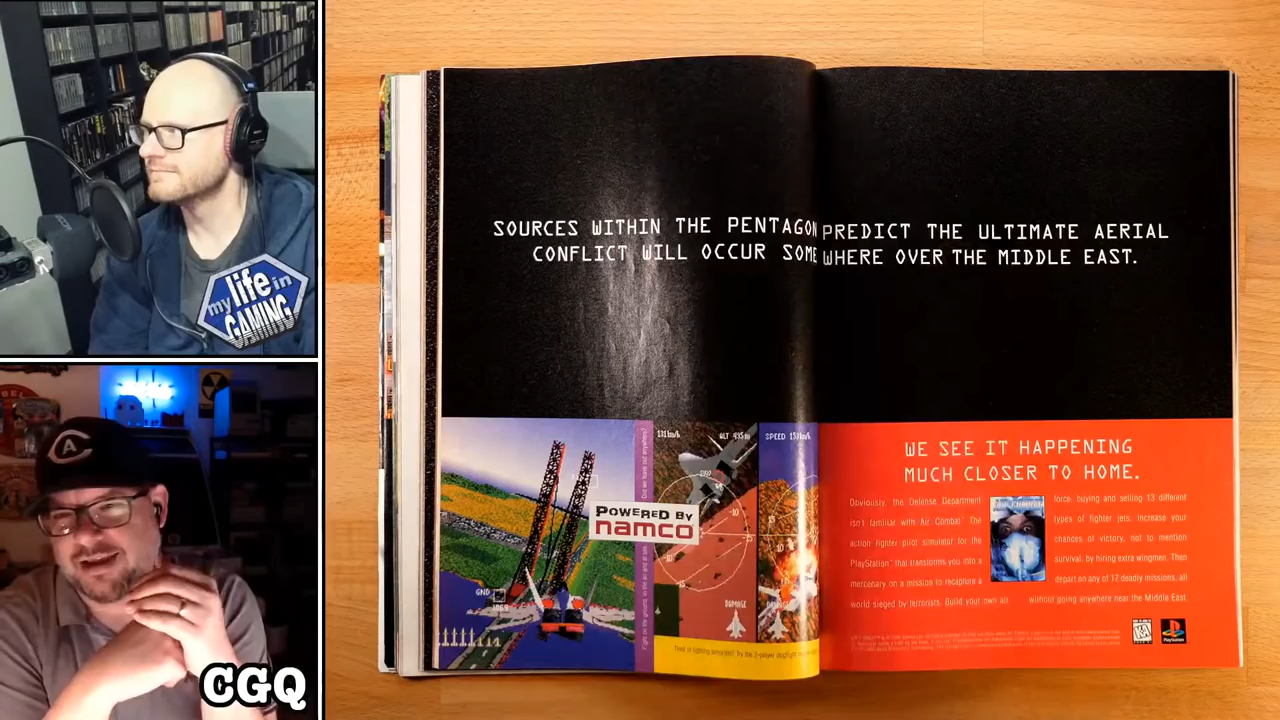 my
life in
GAMING
CGQ
SOURCES WITHIN THE PENTAGON PREDICT THE ULTIMATE AERIAL
CONFLICT WILL OCCUR SOMEWHERE OVER THE MIDDLE EAST.
131km/h
ALT 435m
SPEED 151km/h
GND
DAMAGE
POWERED BY
namco
WE SEE IT HAPPENING
MUCH CLOSER TO HOME.
Obviously, the Defense Department
isn't familiar with Air Combat™ The
action fighter-pilot simulator for the
PlayStation™ that transforms you into a
mercenary on a mission to recapture a
world sieged by terrorists. Build your own air
force, buying and selling 13 different
types of fighter jets. Increase your
chances of victory, not to mention
survival, by hiring extra wingmen. Then
depart on any of 17 deadly missions, all
without going anywhere near the Middle East.
K-A
PlayStation